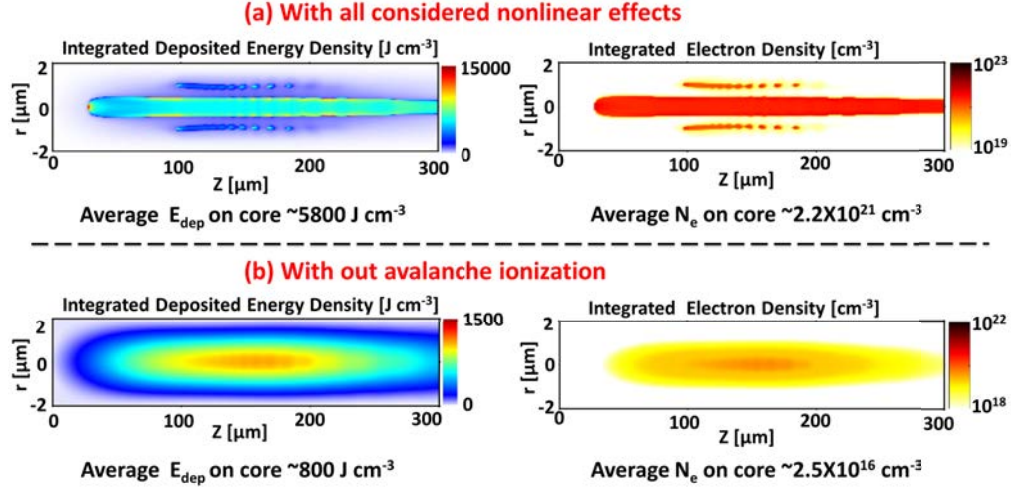 (a) With all considered nonlinear effects
Integrated Deposited Energy Density [J cm⁻³]
2
0
-2
r [μm]
0 100 200 300
Z [μm]
15000
0
Average E_dep on core ~5800 J cm⁻³
Integrated Electron Density [cm⁻³]
2
0
-2
r [μm]
0 100 200 300
Z [μm]
10²³
10¹⁹
Average N_e on core ~2.2X10²¹ cm⁻³
(b) With out avalanche ionization
Integrated Deposited Energy Density [J cm⁻³]
2
0
-2
r [μm]
0 100 200 300
Z [μm]
1500
0
Average E_dep on core ~800 J cm⁻³
Integrated Electron Density [cm⁻³]
2
0
-2
r [μm]
0 100 200 300
Z [μm]
10²²
10¹⁸
Average N_e on core ~2.5X10¹⁶ cm⁻³